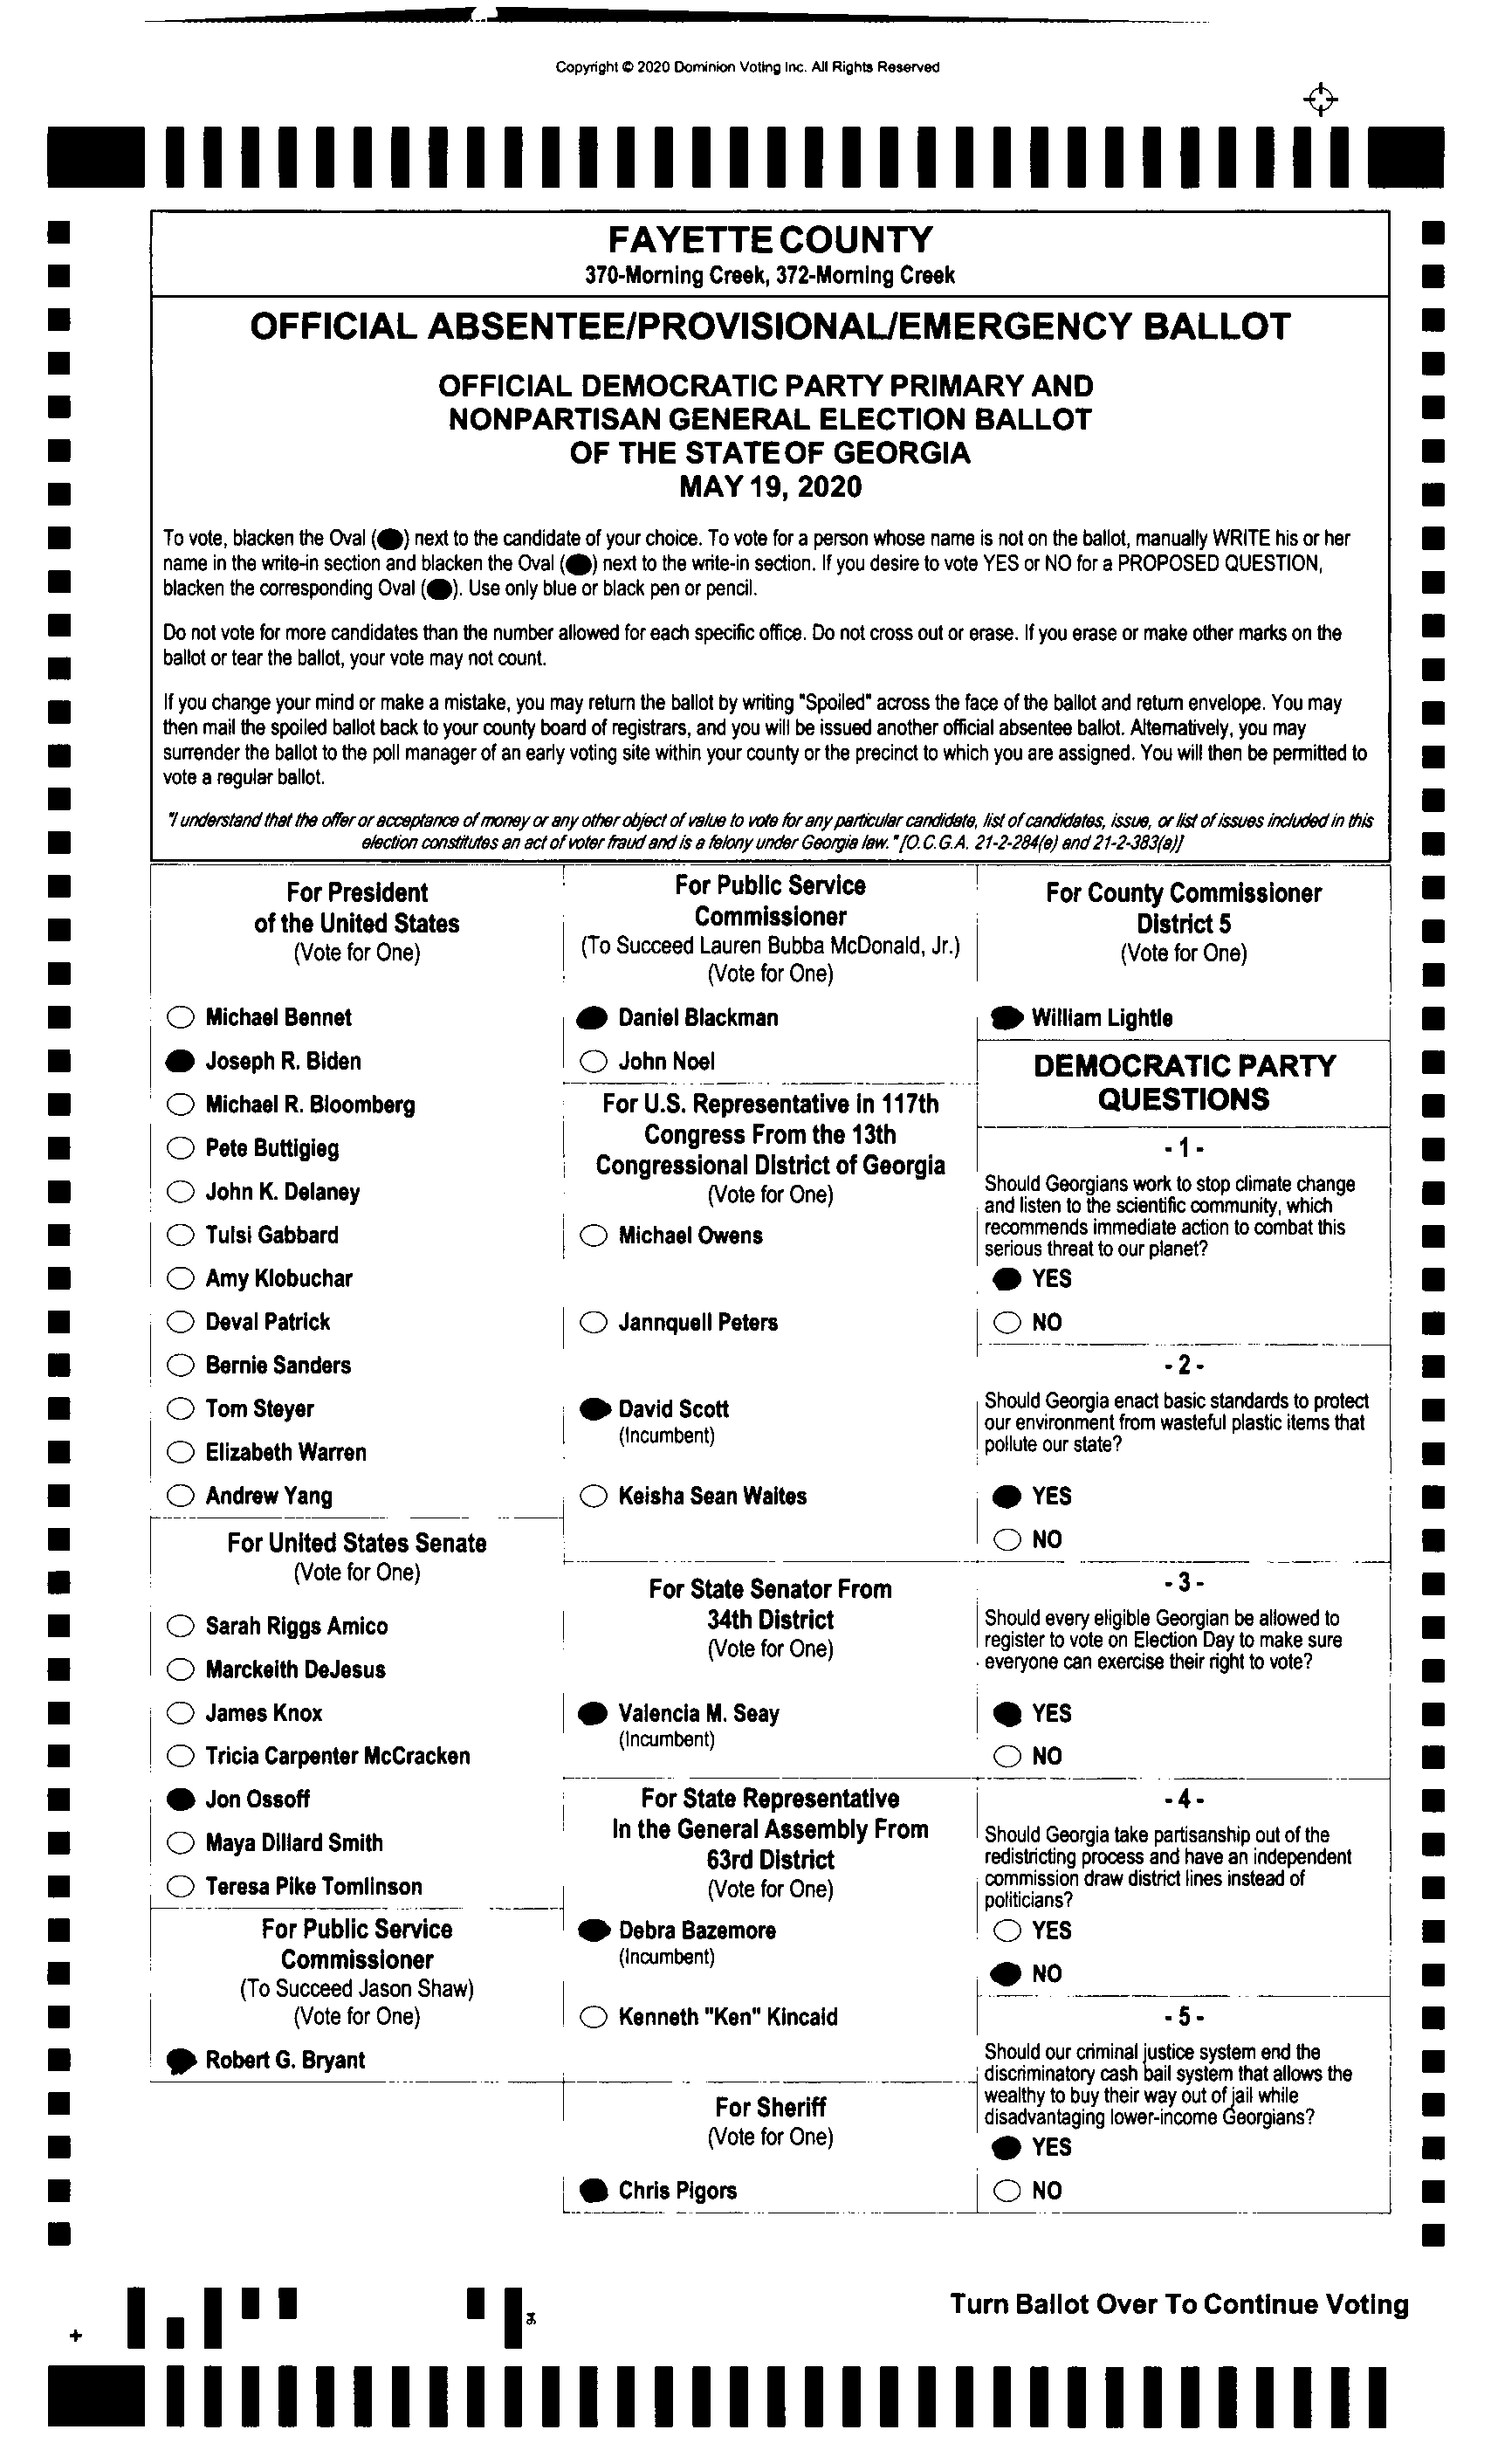 Copyright © 2020 Dominion Voting Inc. All Rights Reserved
FAYETTE COUNTY
370-Morning Creek, 372-Morning Creek
OFFICIAL ABSENTEE/PROVISIONAL/EMERGENCY BALLOT
OFFICIAL DEMOCRATIC PARTY PRIMARY AND
NONPARTISAN GENERAL ELECTION BALLOT
OF THE STATE OF GEORGIA
MAY 19, 2020
To vote, blacken the Oval ( ) next to the candidate of your choice. To vote for a person whose name is not on the ballot, manually WRITE his or her
name in the write-in section and blacken the Oval ( ) next to the write-in section. If you desire to vote YES or NO for a PROPOSED QUESTION,
blacken the corresponding Oval ( ). Use only blue or black pen or pencil.
Do not vote for more candidates than the number allowed for each specific office. Do not cross out or erase. If you erase or make other marks on the
ballot or tear the ballot, your vote may not count.
If you change your mind or make a mistake, you may return the ballot by writing "Spoiled" across the face of the ballot and return envelope. You may
then mail the spoiled ballot back to your county board of registrars, and you will be issued another official absentee ballot. Alternatively, you may
surrender the ballot to the poll manager of an early voting site within your county or the precinct to which you are assigned. You will then be permitted to
vote a regular ballot.
"I understand that the offer or acceptance of money or any other object of value to vote for any particular candidate, list of candidates, issue, or list of issues included in this
election constitutes an act of voter fraud and is a felony under Georgia law." [O.C.G.A. 21-2-284(e) and 21-2-383(a)]
For President
of the United States
(Vote for One)
Michael Bennet
Joseph R. Biden
Michael R. Bloomberg
Pete Buttigieg
John K. Delaney
Tulsi Gabbard
Amy Klobuchar
Deval Patrick
Bernie Sanders
Tom Steyer
Elizabeth Warren
Andrew Yang
For United States Senate
(Vote for One)
Sarah Riggs Amico
Marckeith DeJesus
James Knox
Tricia Carpenter McCracken
Jon Ossoff
Maya Dillard Smith
Teresa Pike Tomlinson
For Public Service
Commissioner
(To Succeed Jason Shaw)
(Vote for One)
Robert G. Bryant
For Public Service
Commissioner
(To Succeed Lauren Bubba McDonald, Jr.)
(Vote for One)
Daniel Blackman
John Noel
For U.S. Representative in 117th
Congress From the 13th
Congressional District of Georgia
(Vote for One)
Michael Owens
Jannquell Peters
David Scott
(Incumbent)
Keisha Sean Waites
For State Senator From
34th District
(Vote for One)
Valencia M. Seay
(Incumbent)
For State Representative
In the General Assembly From
63rd District
(Vote for One)
Debra Bazemore
(Incumbent)
Kenneth "Ken" Kincaid
For Sheriff
(Vote for One)
Chris Pigors
For County Commissioner
District 5
(Vote for One)
William Lightle
DEMOCRATIC PARTY
QUESTIONS
- 1 -
Should Georgians work to stop climate change
and listen to the scientific community, which
recommends immediate action to combat this
serious threat to our planet?
YES
NO
- 2 -
Should Georgia enact basic standards to protect
our environment from wasteful plastic items that
pollute our state?
YES
NO
- 3 -
Should every eligible Georgian be allowed to
register to vote on Election Day to make sure
everyone can exercise their right to vote?
YES
NO
- 4 -
Should Georgia take partisanship out of the
redistricting process and have an independent
commission draw district lines instead of
politicians?
YES
NO
- 5 -
Should our criminal justice system end the
discriminatory cash bail system that allows the
wealthy to buy their way out of jail while
disadvantaging lower-income Georgians?
YES
NO
Turn Ballot Over To Continue Voting